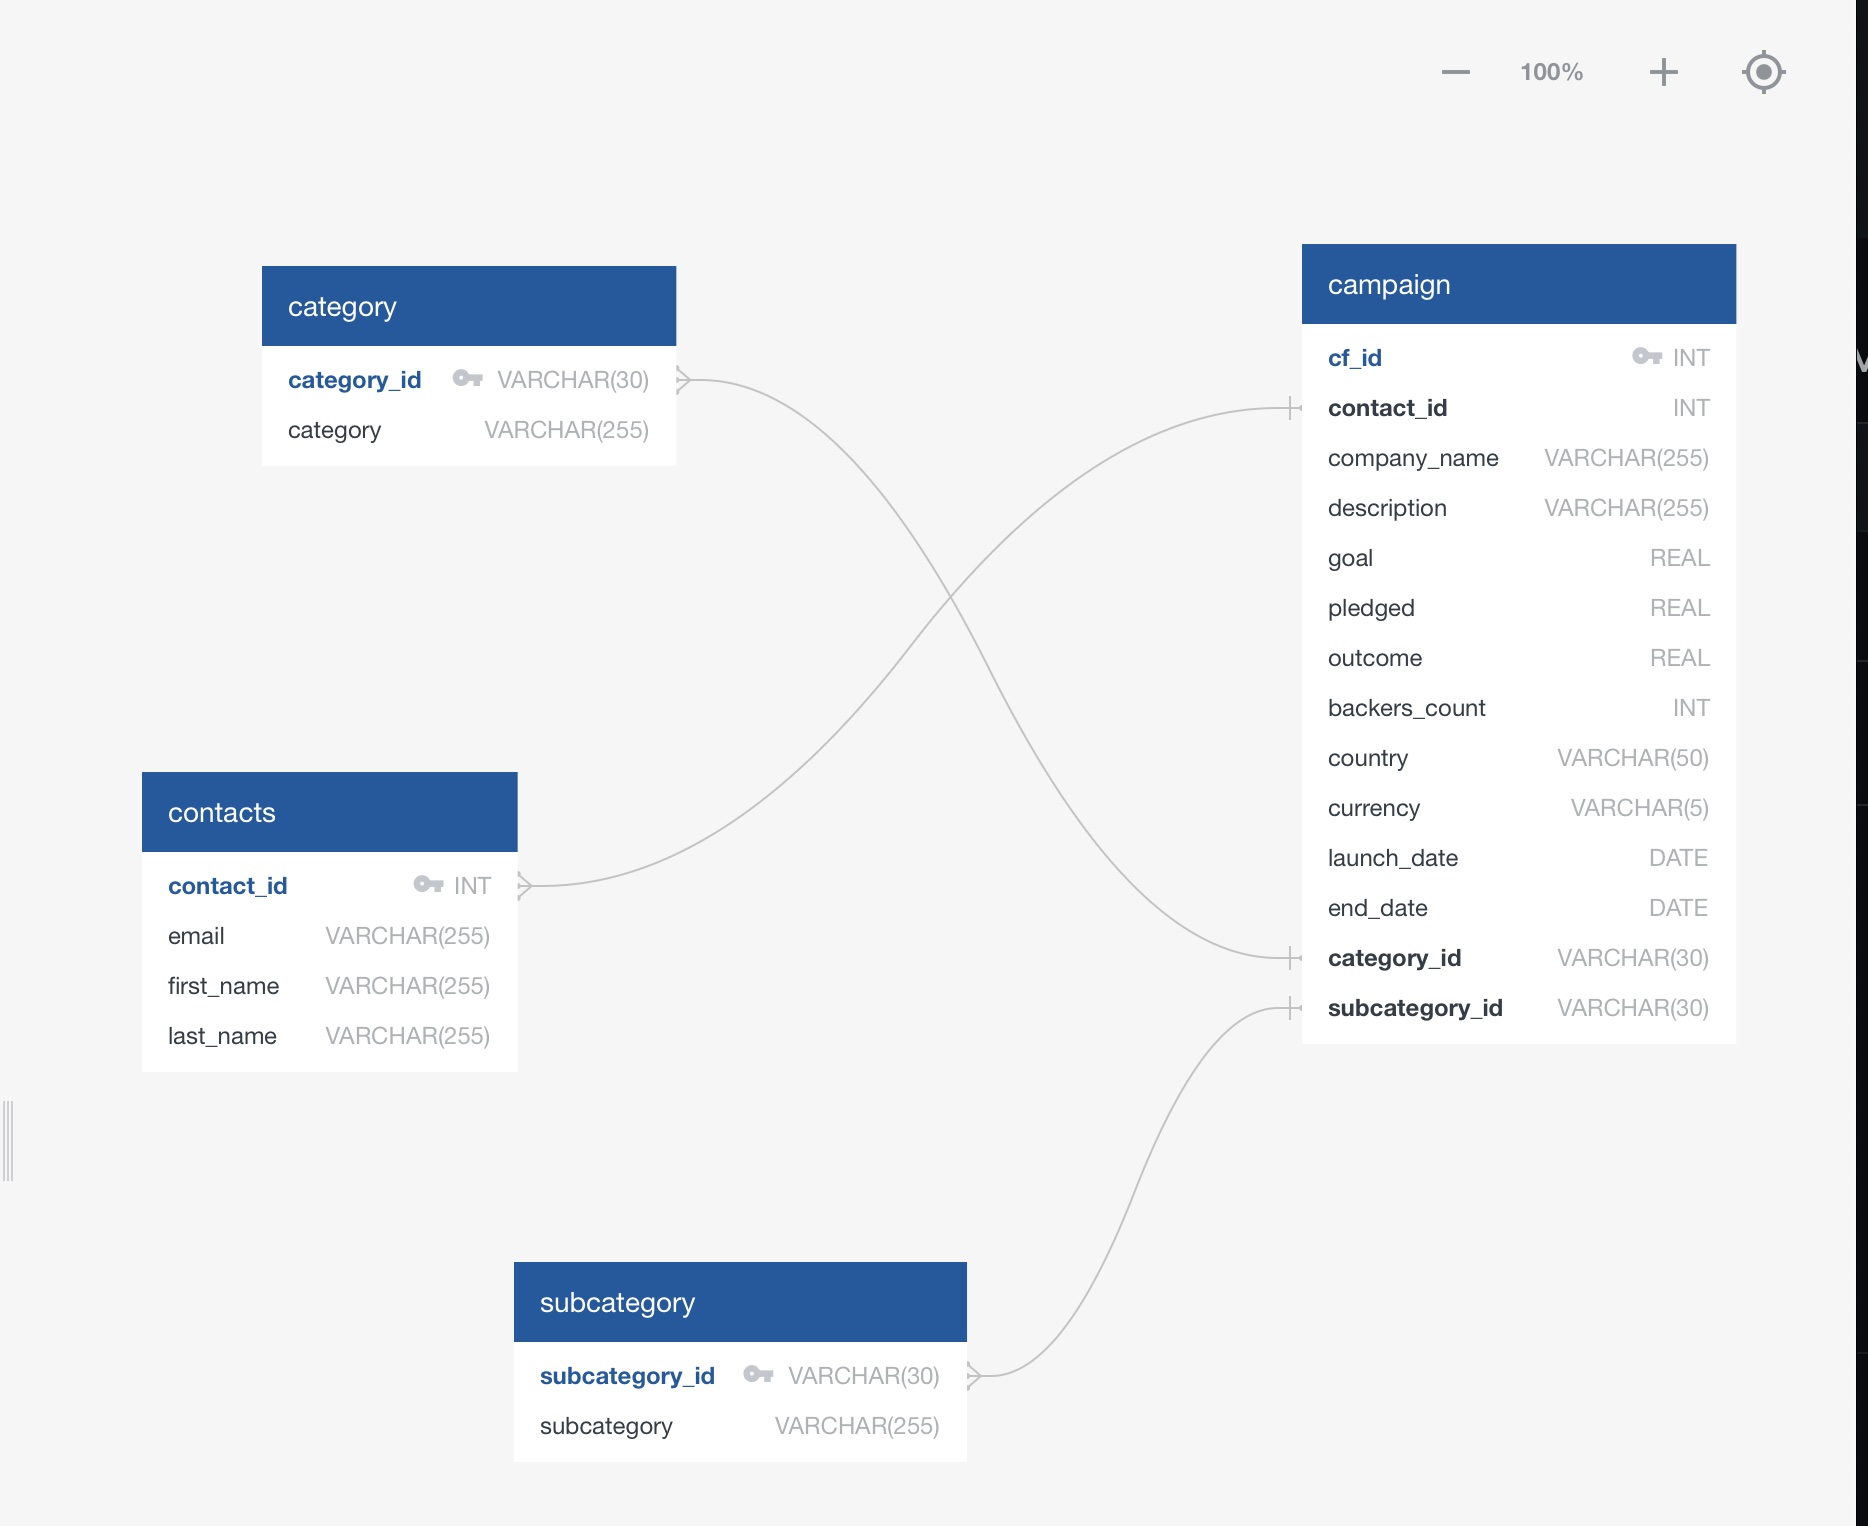 100%
category
category_id VARCHAR(30)
category VARCHAR(255)
campaign
cf_id INT
contact_id INT
company_name VARCHAR(255)
description VARCHAR(255)
goal REAL
pledged REAL
outcome REAL
backers_count INT
country VARCHAR(50)
currency VARCHAR(5)
launch_date DATE
end_date DATE
category_id VARCHAR(30)
subcategory_id VARCHAR(30)
contacts
contact_id INT
email VARCHAR(255)
first_name VARCHAR(255)
last_name VARCHAR(255)
subcategory
subcategory_id VARCHAR(30)
subcategory VARCHAR(255)